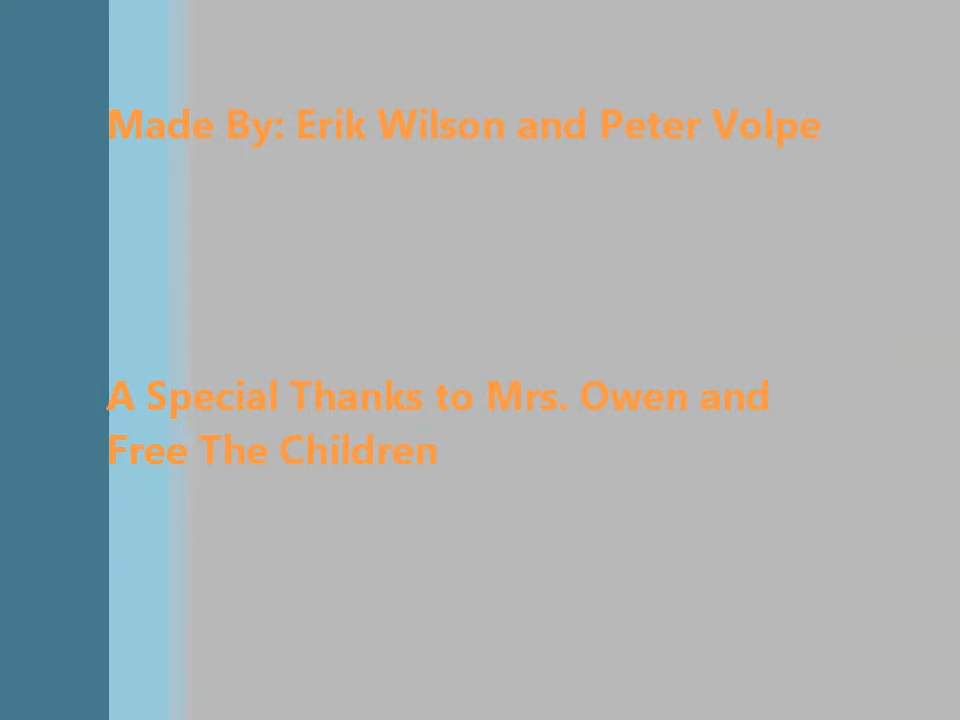 Made By: Erik Wilson and Peter Volpe
A Special Thanks to Mrs. Owen and
Free The Children